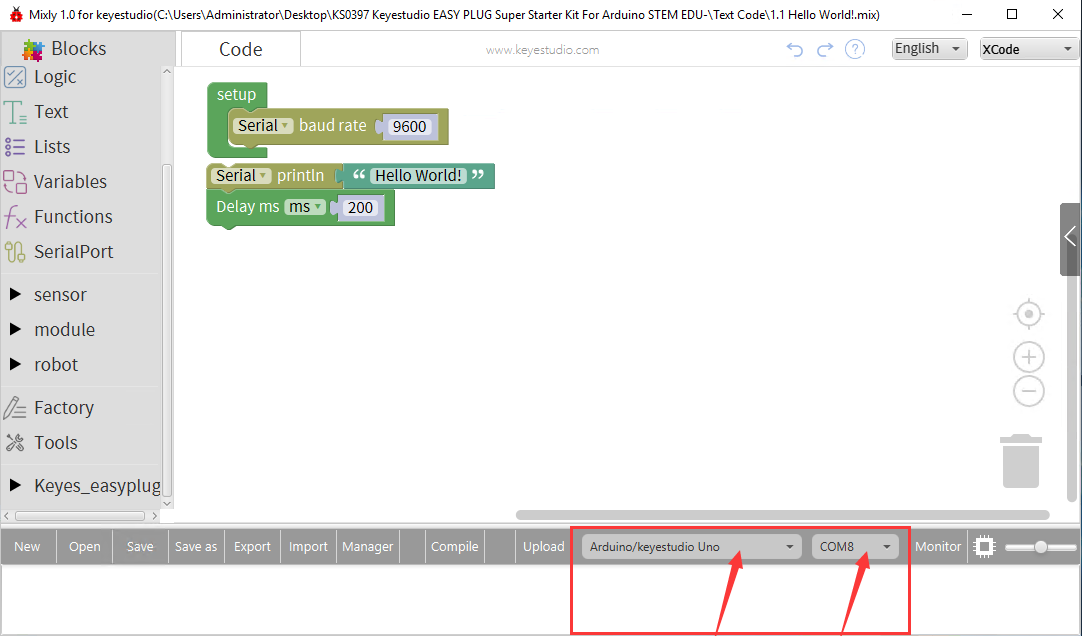 Mixly 1.0 for keyestudio(C:\Users\Administrator\Desktop\KS0397 Keyestudio EASY PLUG Super Starter Kit For Arduino STEM EDU-\Text Code\1.1 Hello World!.mix)
Blocks
Code
www.keyestudio.com
?
English
XCode
Logic
Text
Lists
Variables
Functions
SerialPort
sensor
module
robot
Factory
Tools
Keyes_easyplug
setup
Serial baud rate 9600
Serial println “ Hello World! ”
Delay ms ms 200
New Open Save Save as Export Import Manager Compile Upload Arduino/keyestudio Uno COM8 Monitor